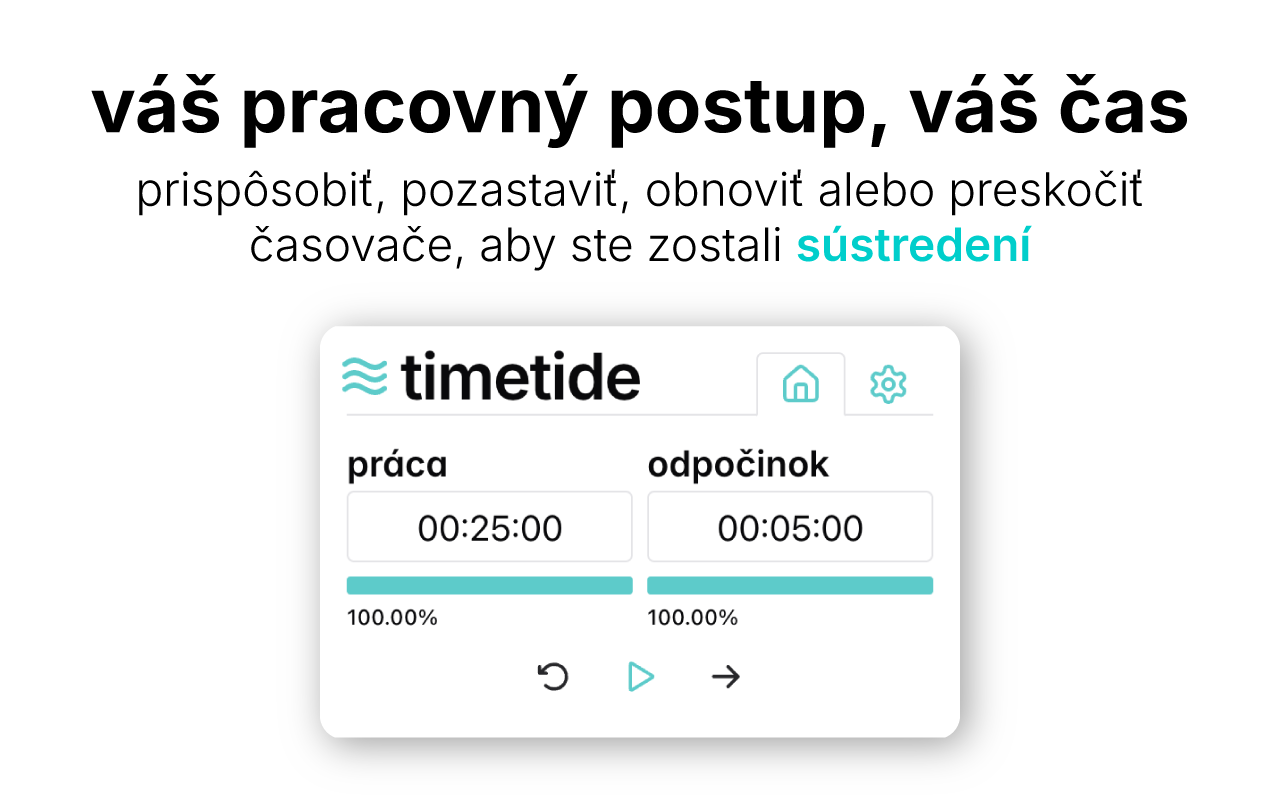 váš pracovný postup, váš čas
prispôsobiť, pozastaviť, obnoviť alebo preskočiť
časovače, aby ste zostali sústredení
timetide
práca
odpočinok
00:25:00
00:05:00
100.00%
100.00%